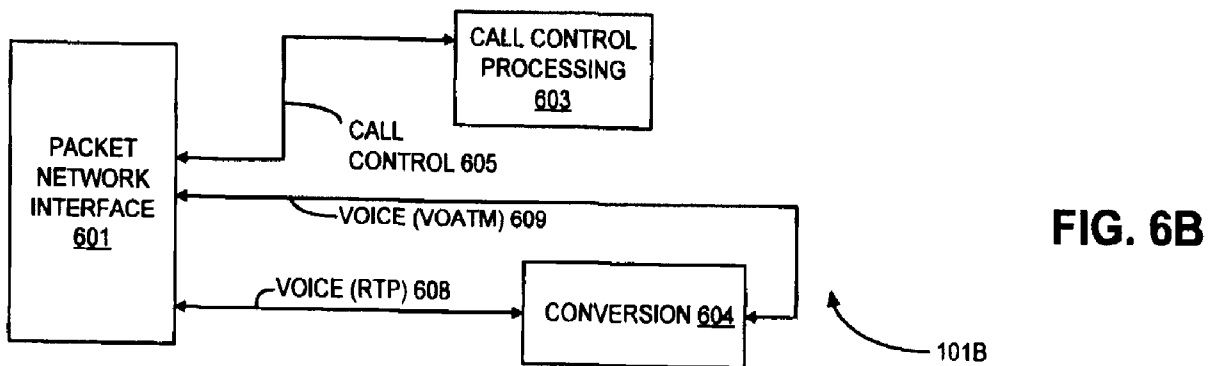 CALL CONTROL
PROCESSING
603
PACKET
NETWORK
INTERFACE
601
CALL
CONTROL 605
VOICE (VOATM) 609
VOICE (RTP) 608
CONVERSION 604
101B
FIG. 6B